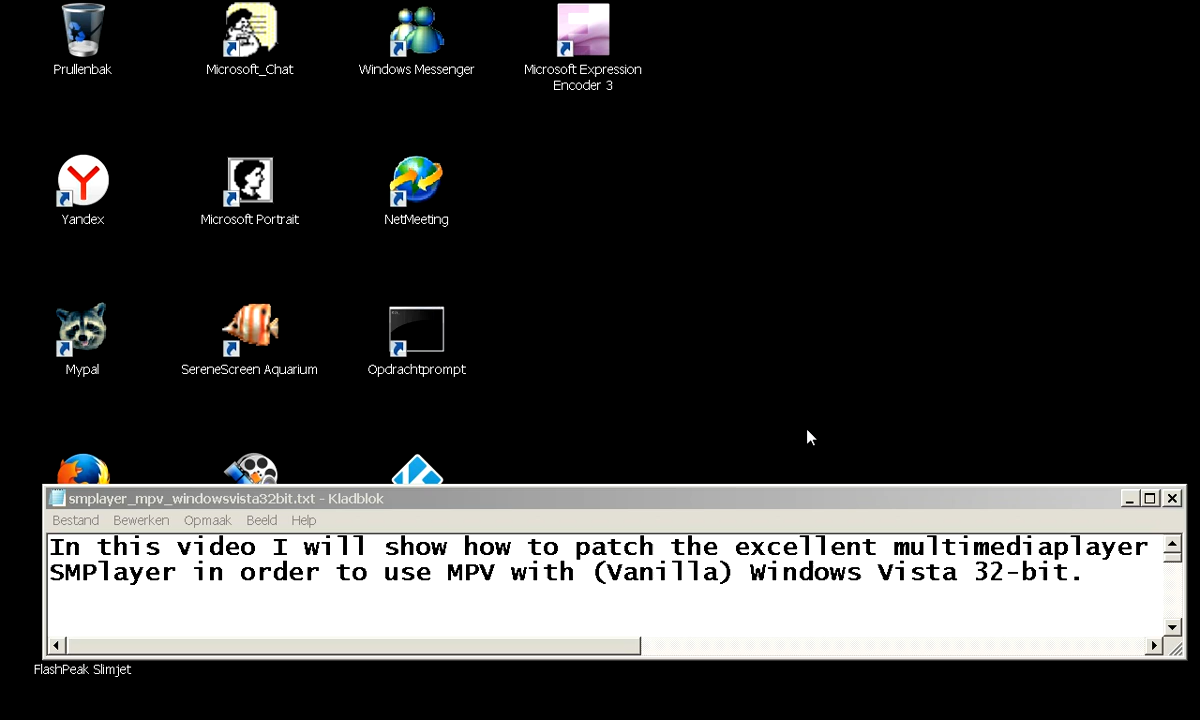 Prullenbak
Microsoft_Chat
Windows Messenger
Microsoft Expression
Encoder 3
Yandex
Microsoft Portrait
NetMeeting
Mypal
SereneScreen Aquarium
Opdrachtprompt
smplayer_mpv_windowsvista32bit.txt - Kladblok
Bestand Bewerken Opmaak Beeld Help
In this video I will show how to patch the excellent multimediaplayer
SMPlayer in order to use MPV with (Vanilla) Windows Vista 32-bit.
FlashPeak Slimjet